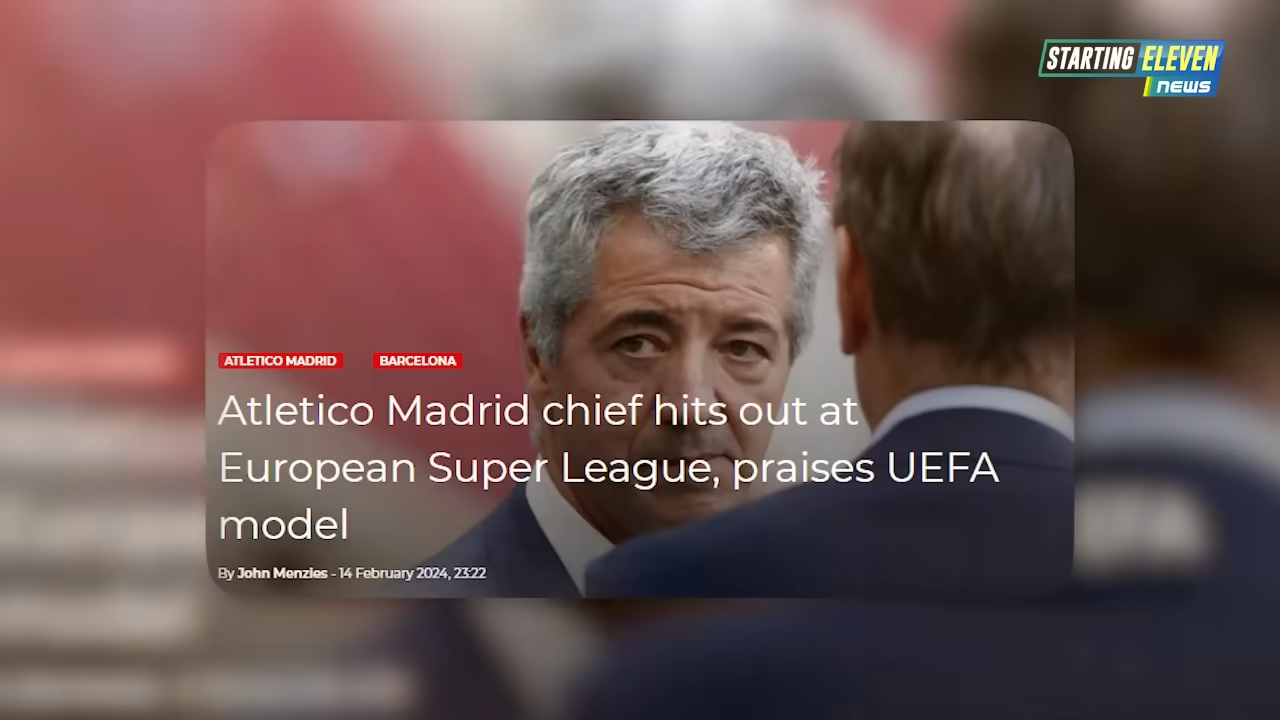 STARTING ELEVEN
news
ATLETICO MADRID BARCELONA
Atletico Madrid chief hits out at
European Super League, praises UEFA
model
By John Menzies - 14 February 2024, 23:22